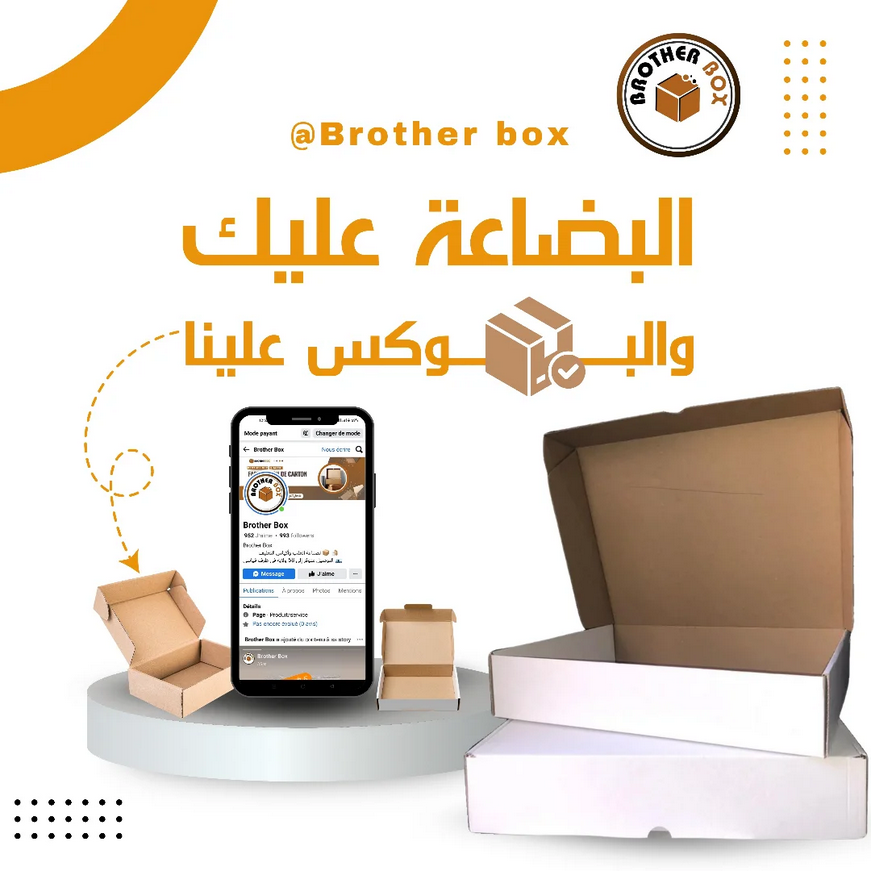 BROTHER BOX
@Brother box
البضاعة عليك
والبـــوكس علينا
Mode payant
Changer de mode
Brother Box
Nous écrire
DE CARTON
BROTHER BOX
Brother Box
952 J'aime • 993 followers
Brother Box
Message
J'aime
Publications À propos Photos Mentions
Détails
Page · Produit/service
Pas encore évalué (0 avis)
Brother Box a ajouté du contenu à sa story
Brother Box